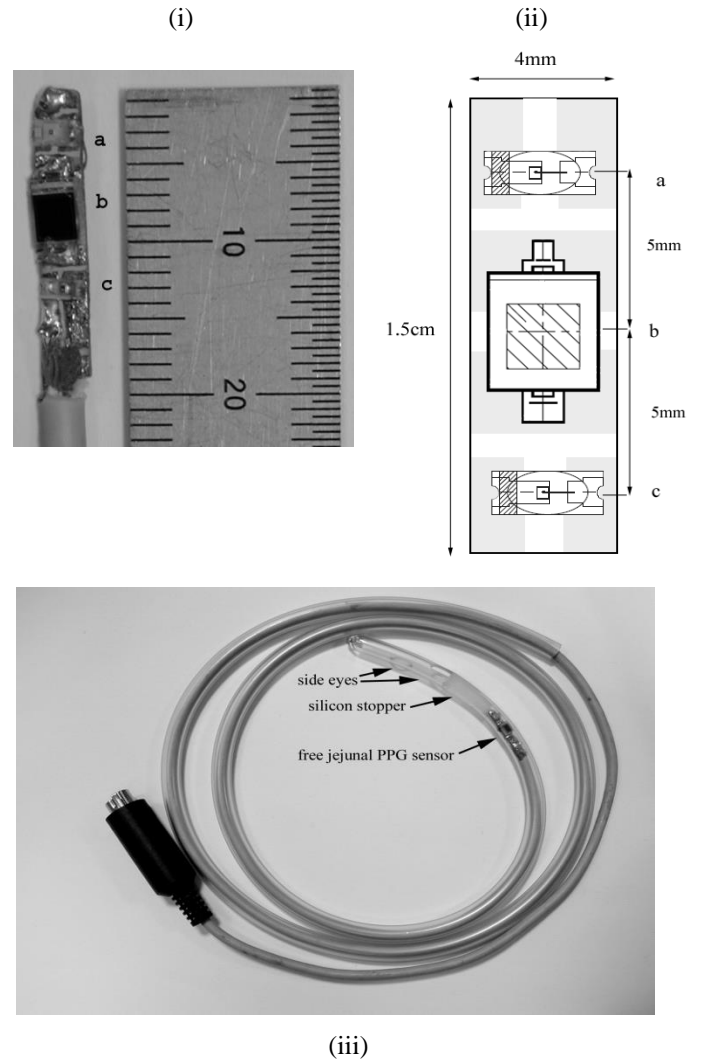 (i)
(ii)
a
b
c
10
20
4mm
1.5cm
a
5mm
b
5mm
c
side eyes
silicon stopper
free jejunal PPG sensor
(iii)